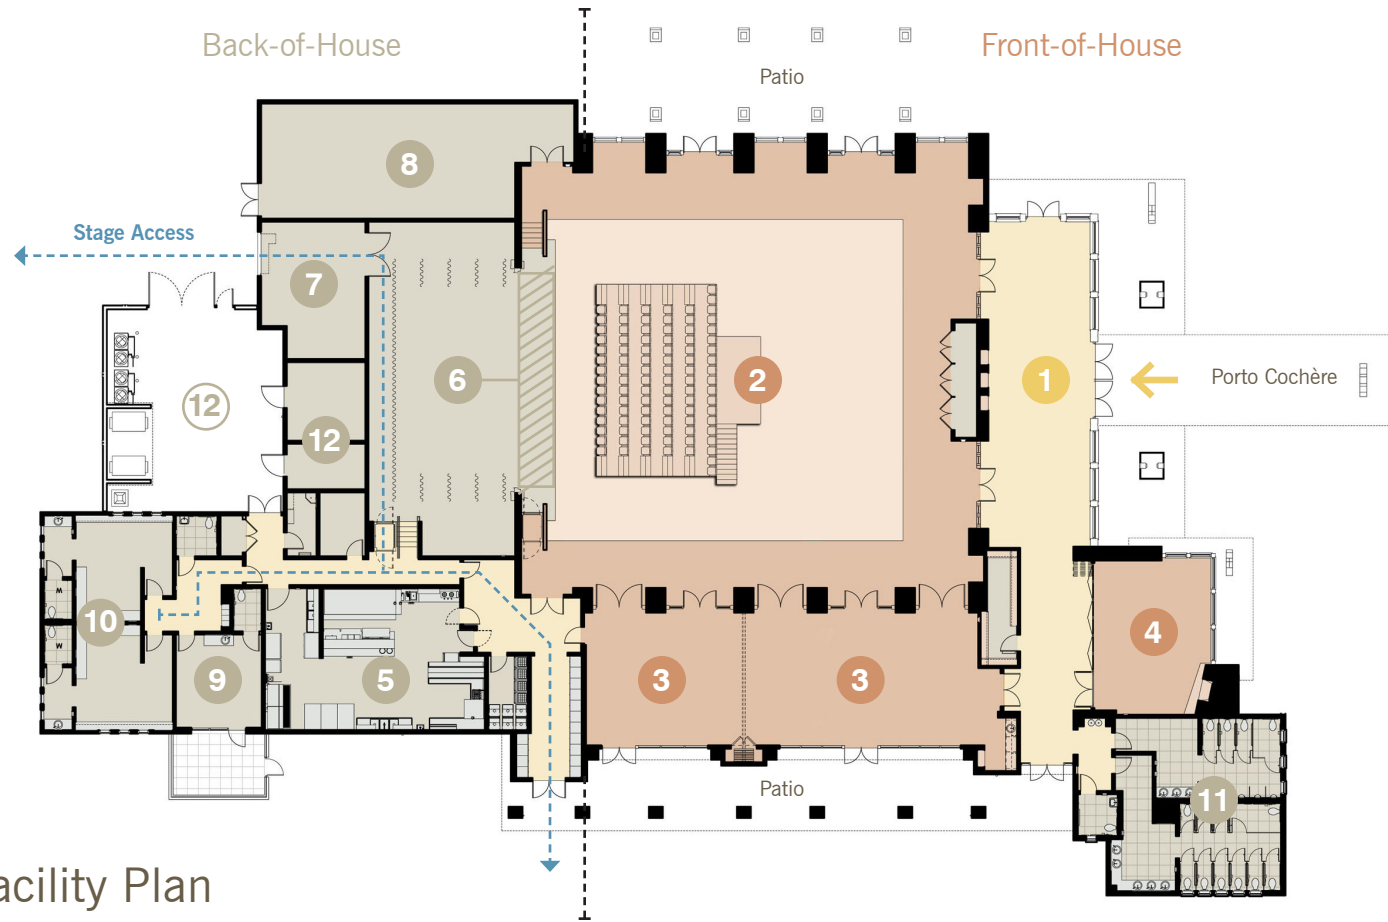 Back-of-House
Front-of-House
Patio
8
Stage Access
7
6
2
1
Porto Cochère
12
12
10
M
W
9
5
3
3
4
Patio
11
acility Plan